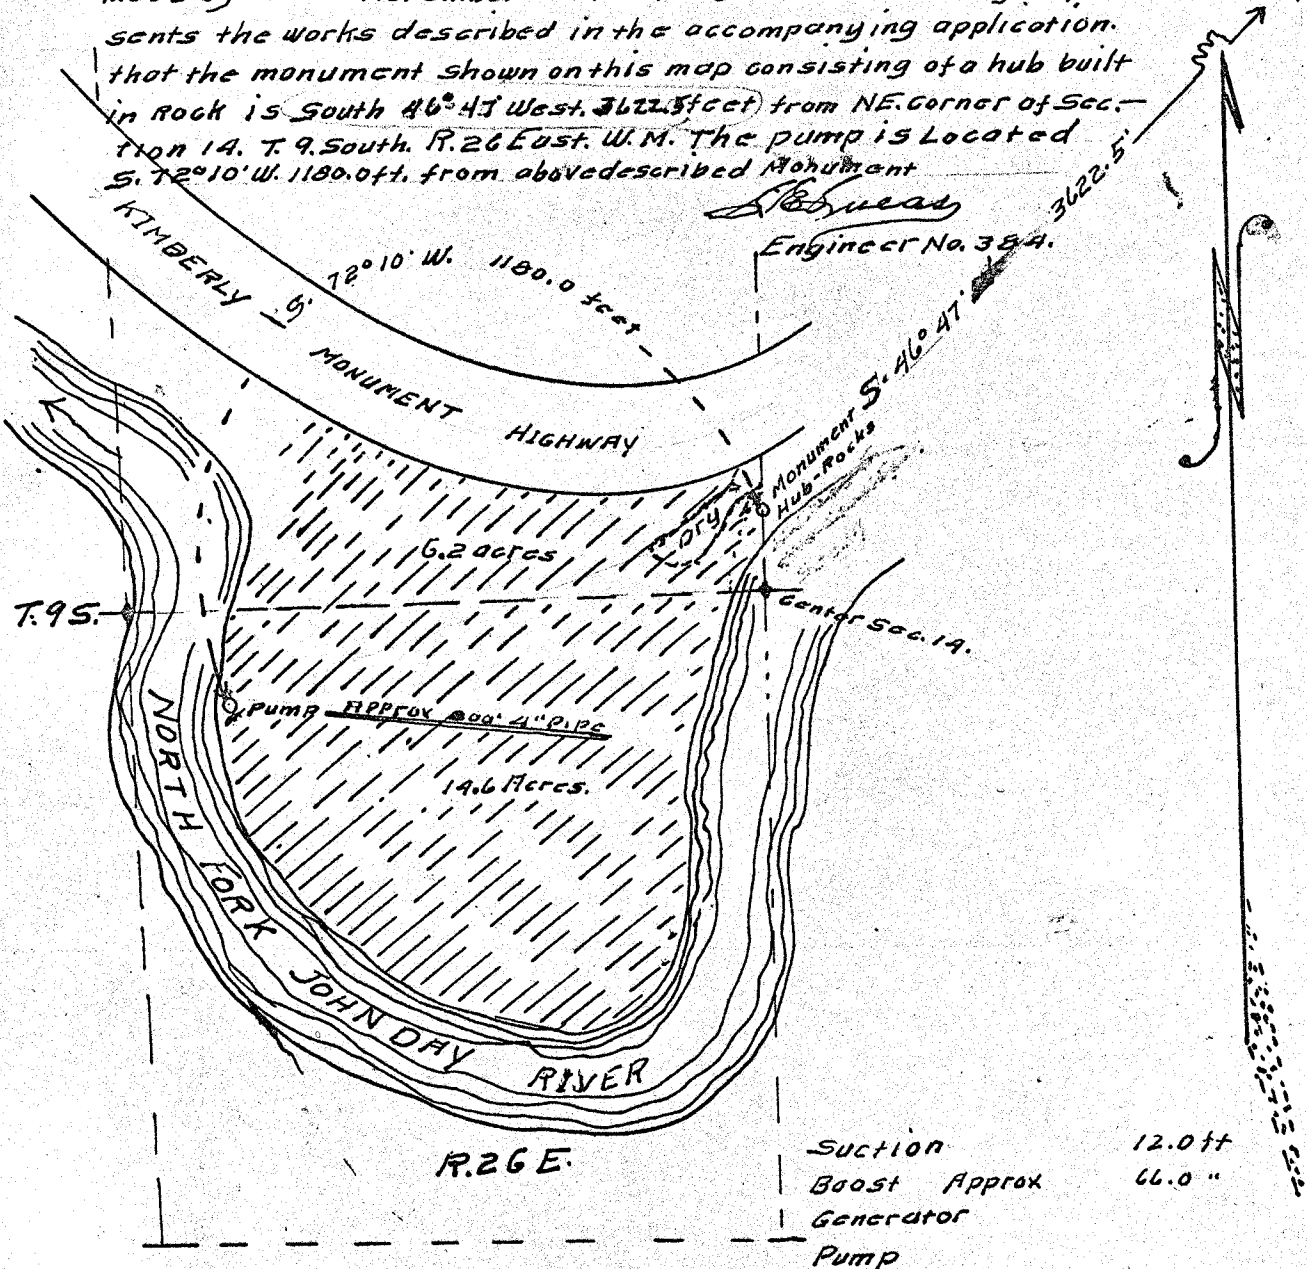 sents the works described in the accompanying application.
that the monument shown on this map consisting of a hub built
in Rock is South 46° 47' West. 3622.5 feet from NE. Corner of Sec.-
tion 14. T. 9. South. R. 26 East. W. M. The pump is Located
S. 72° 10' W. 1180.0 ft. from above described Monument
Engineer No. 384.
3622.5'
S. 46° 47'
S. 72° 10' W. 1180.0 feet
KIMBERLY
MONUMENT
HIGHWAY
Monument
Hub-Rocks
Dry
6.2 acres
T. 9 S.
Center Sec. 14.
Pump Approx 4" Pipe
14.6 Acres.
NORTH FORK JOHN DAY RIVER
R. 26 E.
Suction 12.0 ft
Boost Approx 66.0 "
Generator
Pump